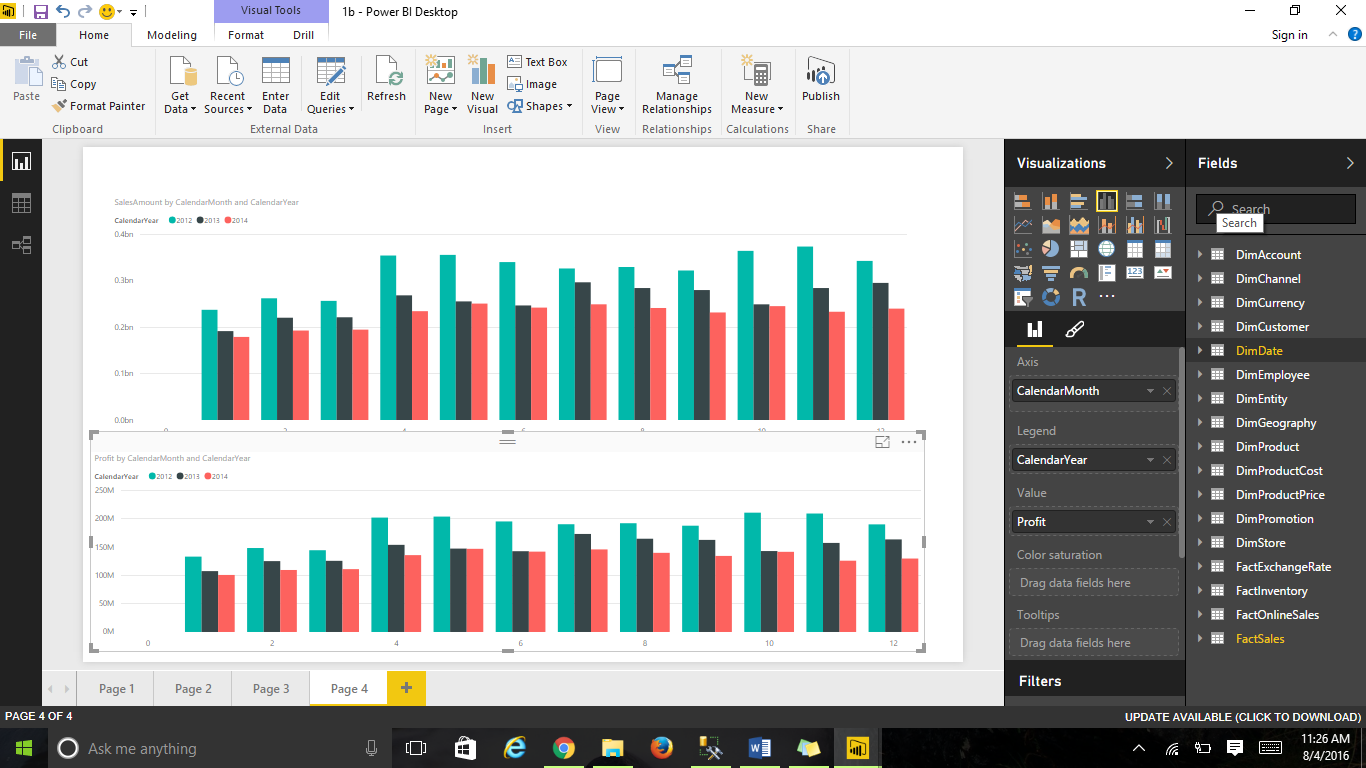 Visual Tools
1b - Power BI Desktop
File
Home
Modeling
Format
Drill
Sign in
Paste
Cut
Copy
Format Painter
Clipboard
Get Data
Recent Sources
Enter Data
Edit Queries
Refresh
External Data
New Page
New Visual
Text Box
Image
Shapes
Insert
Page View
View
Manage Relationships
Relationships
New Measure
Calculations
Publish
Share
SalesAmount by CalendarMonth and CalendarYear
CalendarYear 2012 2013 2014
0.4bn
0.3bn
0.2bn
0.1bn
0.0bn
Profit by CalendarMonth and CalendarYear
CalendarYear 2012 2013 2014
250M
200M
150M
100M
50M
0M
0 2 4 6 8 10 12
Page 1
Page 2
Page 3
Page 4
PAGE 4 OF 4
Visualizations
123
R
Axis
CalendarMonth
Legend
CalendarYear
Value
Profit
Color saturation
Drag data fields here
Tooltips
Drag data fields here
Filters
Fields
Search
Search
DimAccount
DimChannel
DimCurrency
DimCustomer
DimDate
DimEmployee
DimEntity
DimGeography
DimProduct
DimProductCost
DimProductPrice
DimPromotion
DimStore
FactExchangeRate
FactInventory
FactOnlineSales
FactSales
UPDATE AVAILABLE (CLICK TO DOWNLOAD)
Ask me anything
11:26 AM
8/4/2016